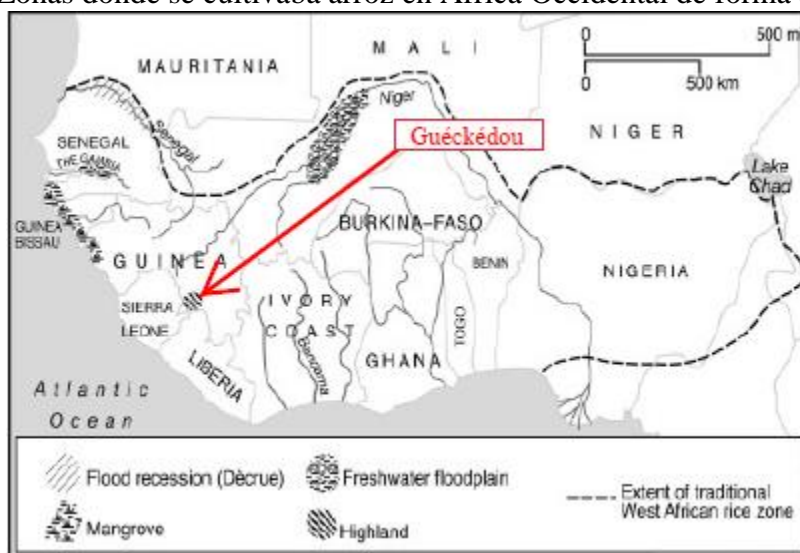 Zonas donde se cultivaba arroz en África Occidental de forma
MALI
0 500 m
0 500 km
MAURITANIA
Niger
Guéckédou
NIGER
Senegal
SENEGAL
THE GAMBIA
Lake
Chad
GUINEA
BISSAU
BURKINA-FASO
GUINEA
BENIN
NIGERIA
SIERRA
LEONE
IVORY
COAST
TOGO
GHANA
LIBERIA
Atlantic
Ocean
Flood recession (Dècrue)
Freshwater floodplain
Extent of traditional
West African rice zone
Mangrove
Highland